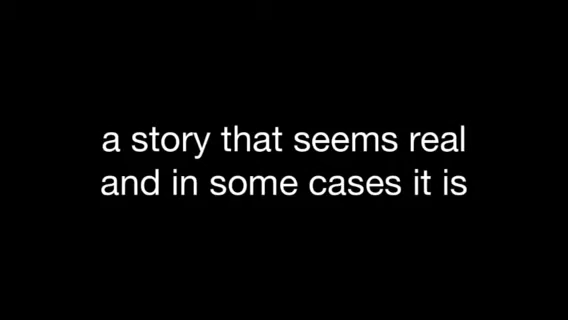 a story that seems real
and in some cases it is